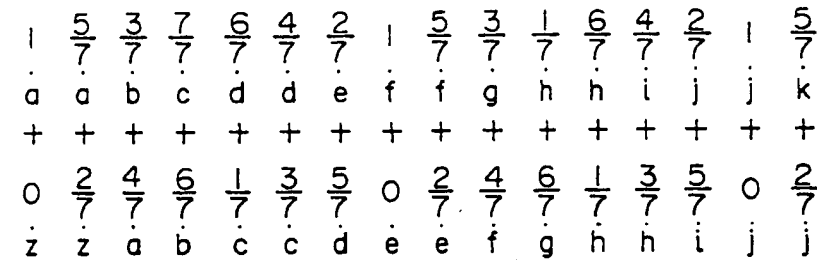 1 5/7 3/7 7/7 6/7 4/7 2/7 1 5/7 3/7 1/7 6/7 4/7 2/7 1 5/7
. . . . . . . . . . . . . . . .
a a b c d d e f f g h h i j j k
+ + + + + + + + + + + + + + + +
0 2/7 4/7 6/7 1/7 3/7 5/7 0 2/7 4/7 6/7 1/7 3/7 5/7 0 2/7
. . . . . . . . . . . . . . . .
z z a b c c d e e f g h h i j j